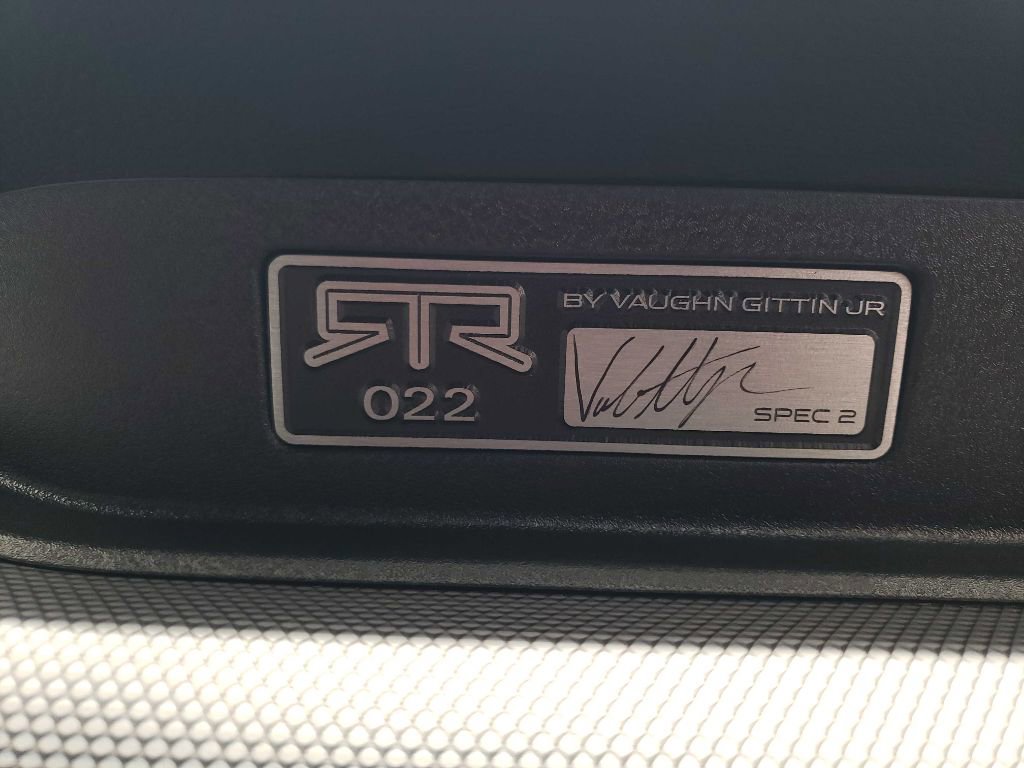 RTR
BY VAUGHN GITTIN JR
022
SPEC 2